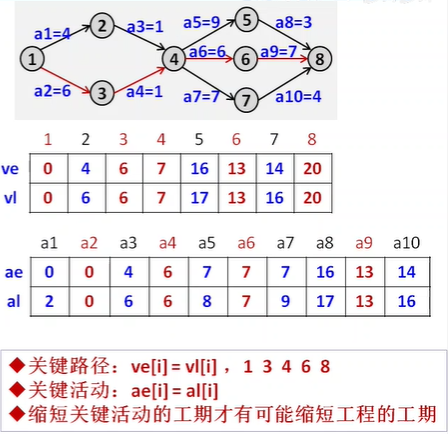 a1=4 a3=1 a5=9 a8=3
1 2 3 4 5 6 7 8
a6=6 a9=7
a2=6 a4=1 a7=7 a10=4
1 2 3 4 5 6 7 8
ve 0 4 6 7 16 13 14 20
vl 0 6 6 7 17 13 16 20
a1 a2 a3 a4 a5 a6 a7 a8 a9 a10
ae 0 0 4 6 7 7 7 16 13 14
al 2 0 6 6 8 7 9 17 13 16
◆关键路径：ve[i]=vl[i]，1 3 4 6 8
◆关键活动：ae[i]=al[i]
◆缩短关键活动的工期才有可能缩短工程的工期